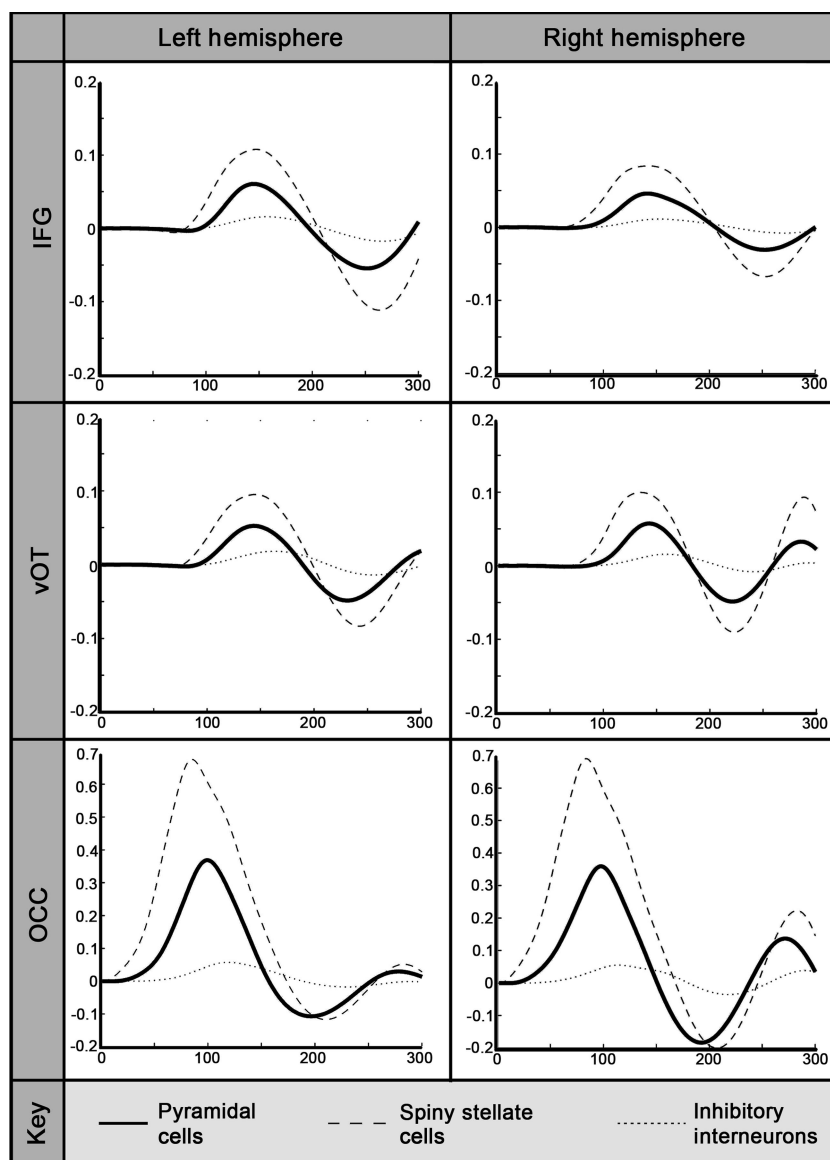 Left hemisphere Right hemisphere
IFG
0.2 0.2
0.1 0.1
0 0
-0.1 -0.1
-0.2 -0.2
0 100 200 300 0 100 200 300
vOT
0.2 0.2
0.1 0.1
0 0
-0.1 -0.1
-0.2 -0.2
0 100 200 300 0 100 200 300
OCC
0.7 0.7
0.6 0.6
0.5 0.5
0.4 0.4
0.3 0.3
0.2 0.2
0.1 0.1
0 0
-0.1 -0.1
-0.2 -0.2
0 100 200 300 0 100 200 300
Key
Pyramidal cells
Spiny stellate cells
Inhibitory interneurons